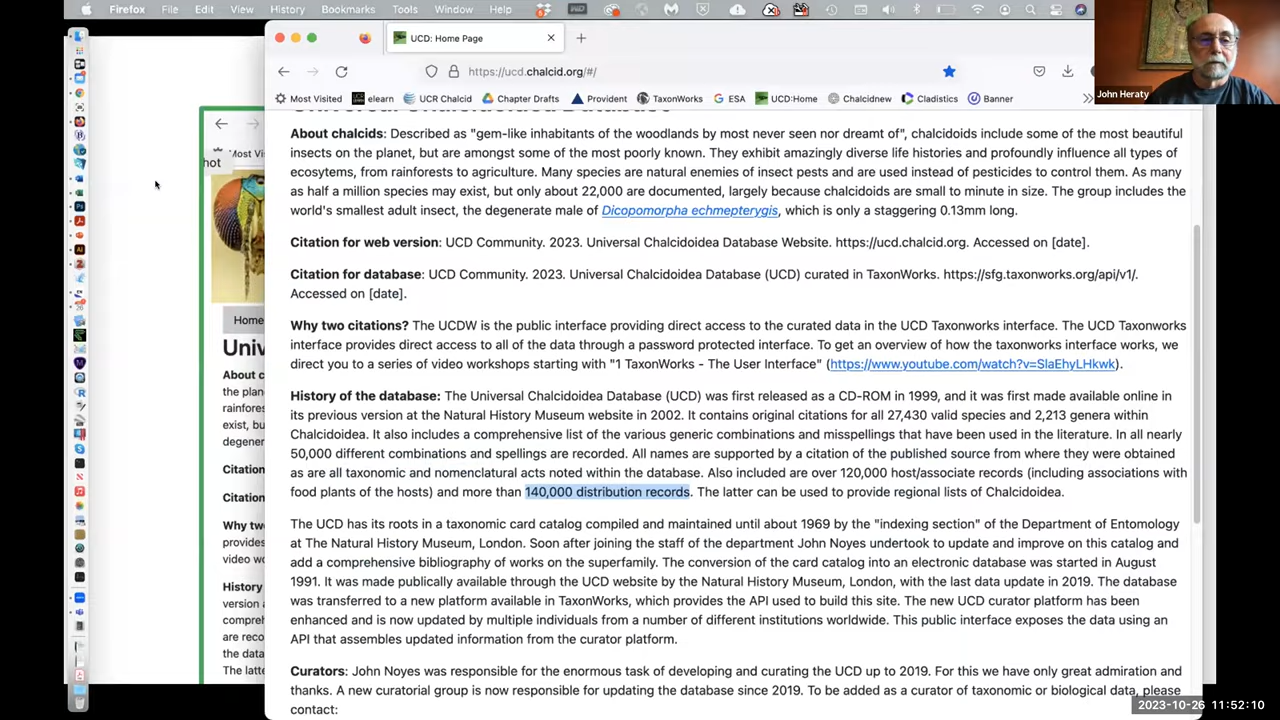 Firefox File Edit View History Bookmarks Tools Window Help
UCD: Home Page
https://ucd.chalcid.org/#/
Most Visited elearn UCR Chalcid Chapter Drafts Provident TaxonWorks ESA UCD:Home Chalcidnew Cladistics Banner
John Heraty
About chalcids: Described as "gem-like inhabitants of the woodlands by most never seen nor dreamt of", chalcidoids include some of the most beautiful
insects on the planet, but are amongst some of the most poorly known. They exhibit amazingly diverse life histories and profoundly influence all types of
ecosytems, from rainforests to agriculture. Many species are natural enemies of insect pests and are used instead of pesticides to control them. As many
as half a million species may exist, but only about 22,000 are documented, largely because chalcidoids are small to minute in size. The group includes the
world's smallest adult insect, the degenerate male of Dicopomorpha echmepterygis, which is only a staggering 0.13mm long.
Citation for web version: UCD Community. 2023. Universal Chalcidoidea Database Website. https://ucd.chalcid.org. Accessed on [date].
Citation for database: UCD Community. 2023. Universal Chalcidoidea Database (UCD) curated in TaxonWorks. https://sfg.taxonworks.org/api/v1/.
Accessed on [date].
Why two citations? The UCDW is the public interface providing direct access to the curated data in the UCD Taxonworks interface. The UCD Taxonworks
interface provides direct access to all of the data through a password protected interface. To get an overview of how the taxonworks interface works, we
direct you to a series of video workshops starting with "1 TaxonWorks - The User Interface" (https://www.youtube.com/watch?v=SlaEhyLHkwk).
History of the database: The Universal Chalcidoidea Database (UCD) was first released as a CD-ROM in 1999, and it was first made available online in
its previous version at the Natural History Museum website in 2002. It contains original citations for all 27,430 valid species and 2,213 genera within
Chalcidoidea. It also includes a comprehensive list of the various generic combinations and misspellings that have been used in the literature. In all nearly
50,000 different combinations and spellings are recorded. All names are supported by a citation of the published source from where they were obtained
as are all taxonomic and nomenclatural acts noted within the database. Also included are over 120,000 host/associate records (including associations with
food plants of the hosts) and more than 140,000 distribution records. The latter can be used to provide regional lists of Chalcidoidea.
The UCD has its roots in a taxonomic card catalog compiled and maintained until about 1969 by the "indexing section" of the Department of Entomology
at The Natural History Museum, London. Soon after joining the staff of the department John Noyes undertook to update and improve on this catalog and
add a comprehensive bibliography of works on the superfamily. The conversion of the card catalog into an electronic database was started in August
1991. It was made publically available through the UCD website by the Natural History Museum, London, with the last data update in 2019. The database
was transferred to a new platform available in TaxonWorks, which provides the API used to build this site. The new UCD curator platform has been
enhanced and is now updated by multiple individuals from a number of different institutions worldwide. This public interface exposes the data using an
API that assembles updated information from the curator platform.
Curators: John Noyes was responsible for the enormous task of developing and curating the UCD up to 2019. For this we have only great admiration and
thanks. A new curatorial group is now responsible for updating the database since 2019. To be added as a curator of taxonomic or biological data, please
contact:
Most Vis
hot
Home
Univ
About c
the plan
rainfores
exist, bu
degener
Citation
Citation
Why two
provides
video wo
History
version a
compreh
are reco
the data
The latte
2023-10-26 11:52:10